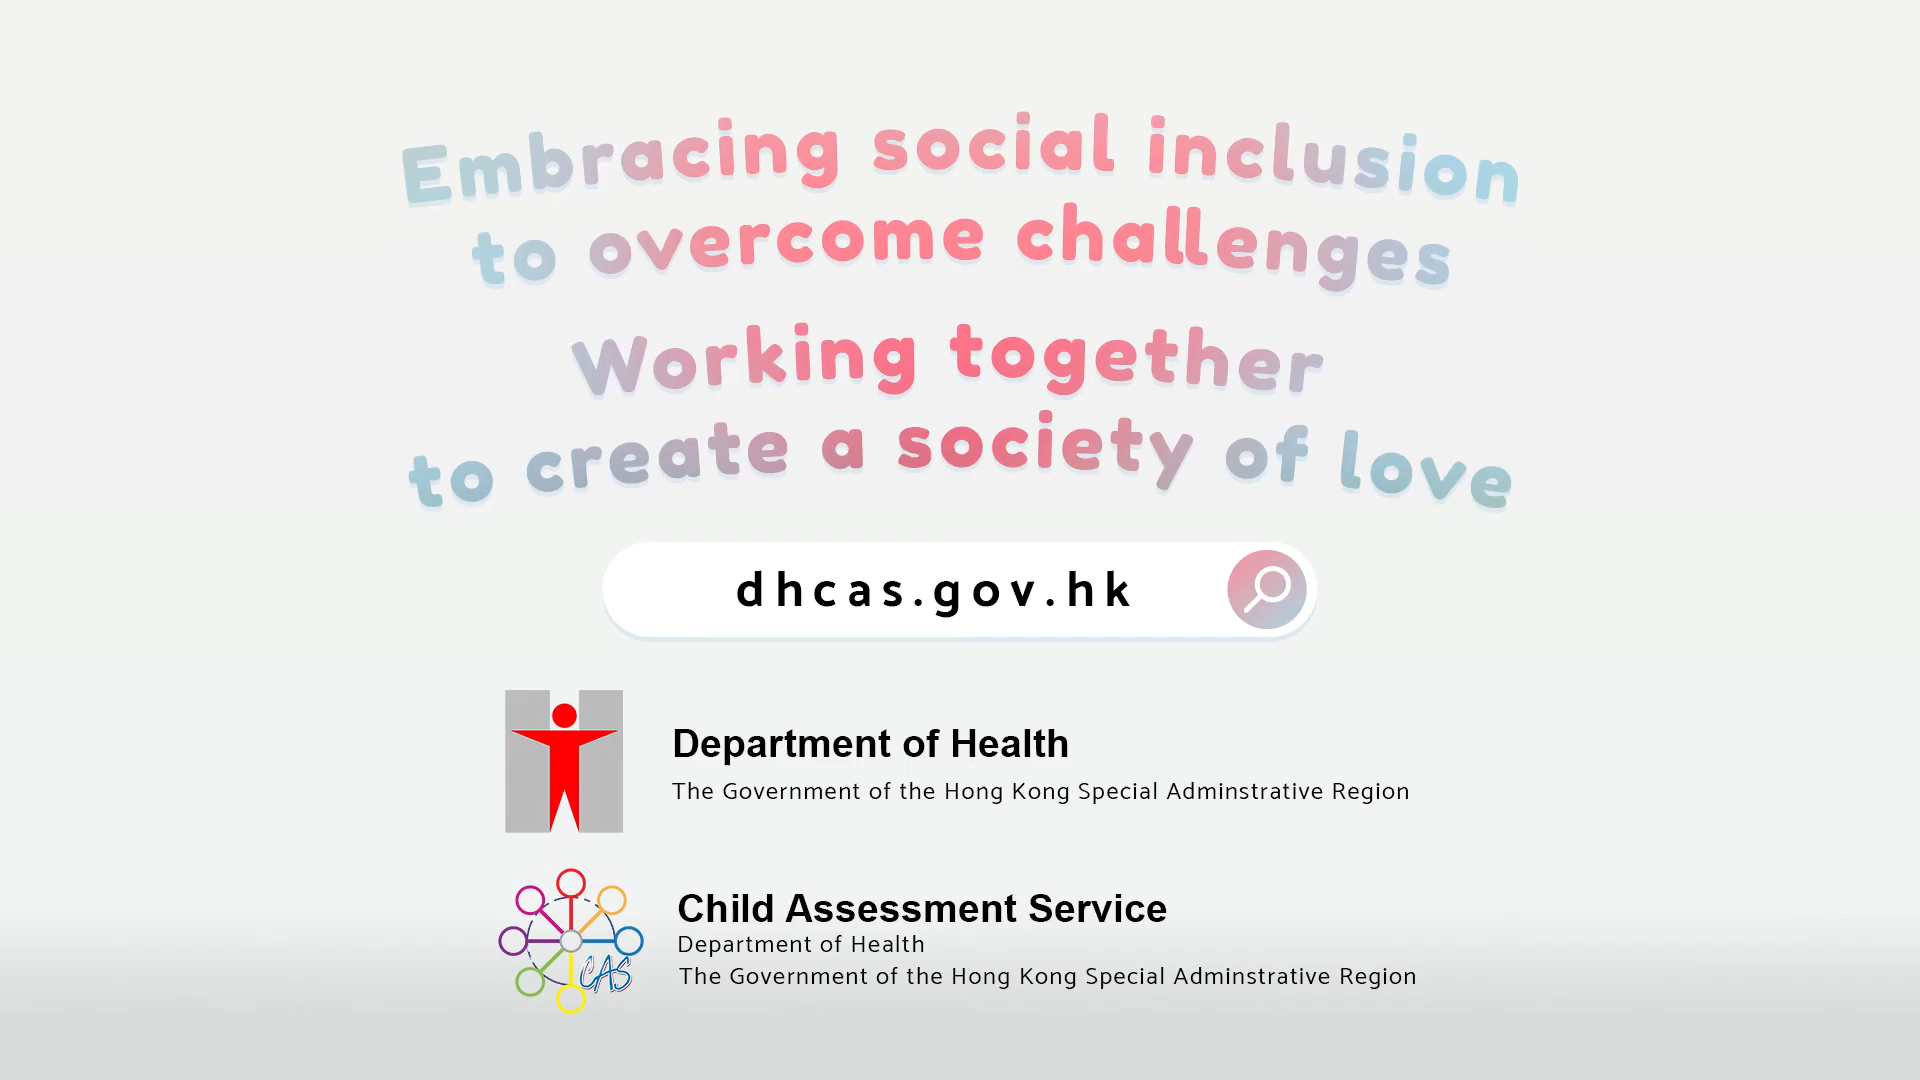 Embracing social inclusion
to overcome challenges
Working together
to create a society of love
dhcas.gov.hk
Department of Health
The Government of the Hong Kong Special Adminstrative Region
Child Assessment Service
Department of Health
The Government of the Hong Kong Special Adminstrative Region
CAS